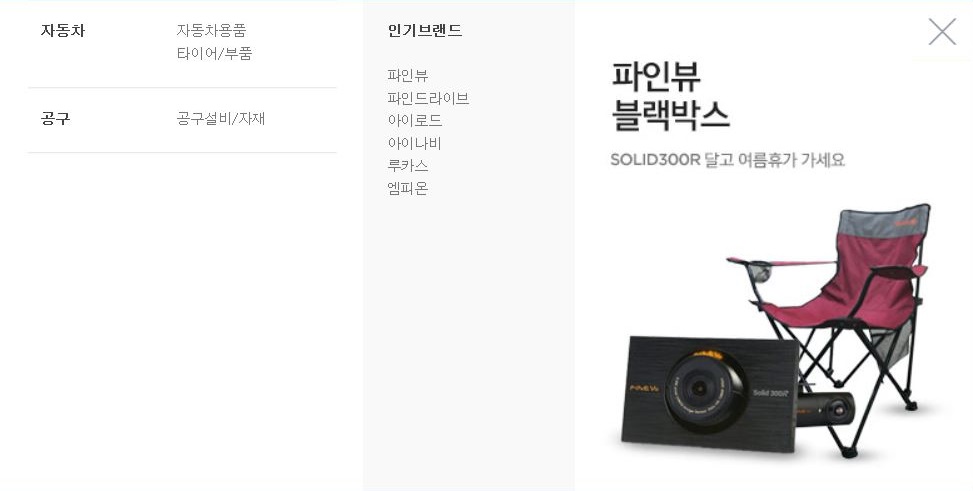 자동차
자동차용품
타이어/부품
공구
공구설비/자재
인기브랜드
파인뷰
파인드라이브
아이로드
아이나비
루카스
엠피온
파인뷰
블랙박스
SOLID300R 달고 여름휴가 가세요
Solid 300R